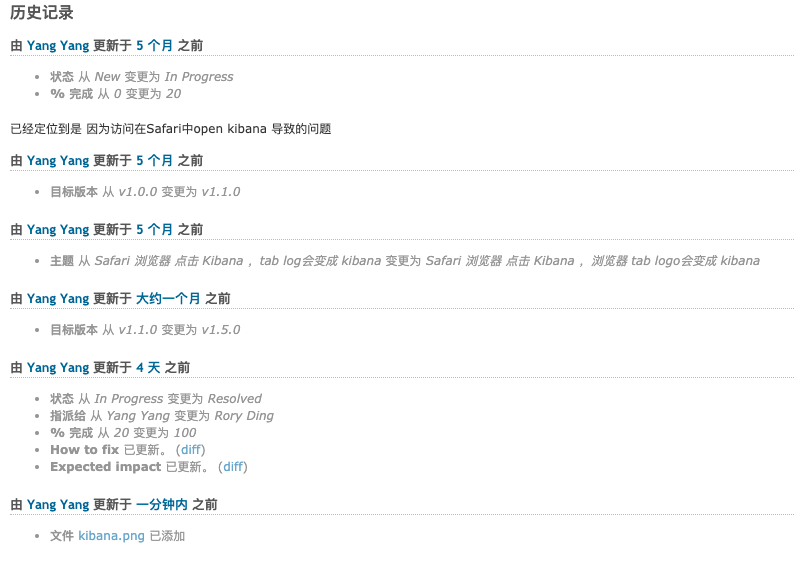 历史记录
由 Yang Yang 更新于 5 个月 之前
• 状态 从 New 变更为 In Progress
• % 完成 从 0 变更为 20
已经定位到是 因为访问在Safari中open kibana 导致的问题
由 Yang Yang 更新于 5 个月 之前
• 目标版本 从 v1.0.0 变更为 v1.1.0
由 Yang Yang 更新于 5 个月 之前
• 主题 从 Safari 浏览器 点击 Kibana ，tab log会变成 kibana 变更为 Safari 浏览器 点击 Kibana ，浏览器 tab logo会变成 kibana
由 Yang Yang 更新于 大约一个月 之前
• 目标版本 从 v1.1.0 变更为 v1.5.0
由 Yang Yang 更新于 4 天 之前
• 状态 从 In Progress 变更为 Resolved
• 指派给 从 Yang Yang 变更为 Rory Ding
• % 完成 从 20 变更为 100
• How to fix 已更新。 (diff)
• Expected impact 已更新。 (diff)
由 Yang Yang 更新于 一分钟内 之前
• 文件 kibana.png 已添加